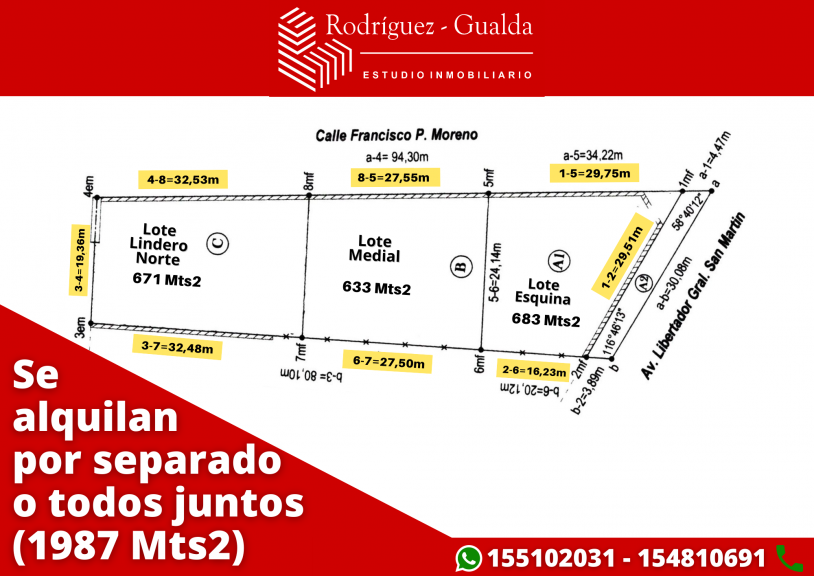 Rodríguez - Gualda
ESTUDIO INMOBILIARIO
Calle Francisco P. Moreno
a-4= 94,30m
a-5=34,22m
a-1=4,47m
4-8=32,53m
8-5=27,55m
1-5=29,75m
4em
8mf
5mf
1mf
a
58°40'12"
Lote
Lindero
Norte
671 Mts2
C
Lote
Medial
633 Mts2
B
A1
Lote
Esquina
683 Mts2
A2
3-4=19,36m
5-6=24,14m
1-2=29,51m
a-b=30,08m
Av. Libertador Gral. San Martin
116°46'13"
3em
7mf
6mf
2mf
b
3-7=32,48m
6-7=27,50m
2-6=16,23m
b-3= 80,10m
b-6=20,12m
b-2=3,89m
Se
alquilan
por separado
o todos juntos
(1987 Mts2)
155102031 - 154810691